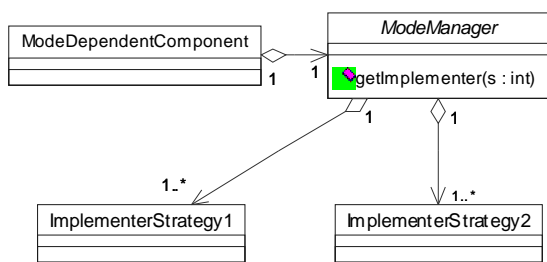 ModeDependentComponent
ModeManager
getImplementer(s : int)
1
1
1
1
1..*
1..*
ImplementerStrategy1
ImplementerStrategy2